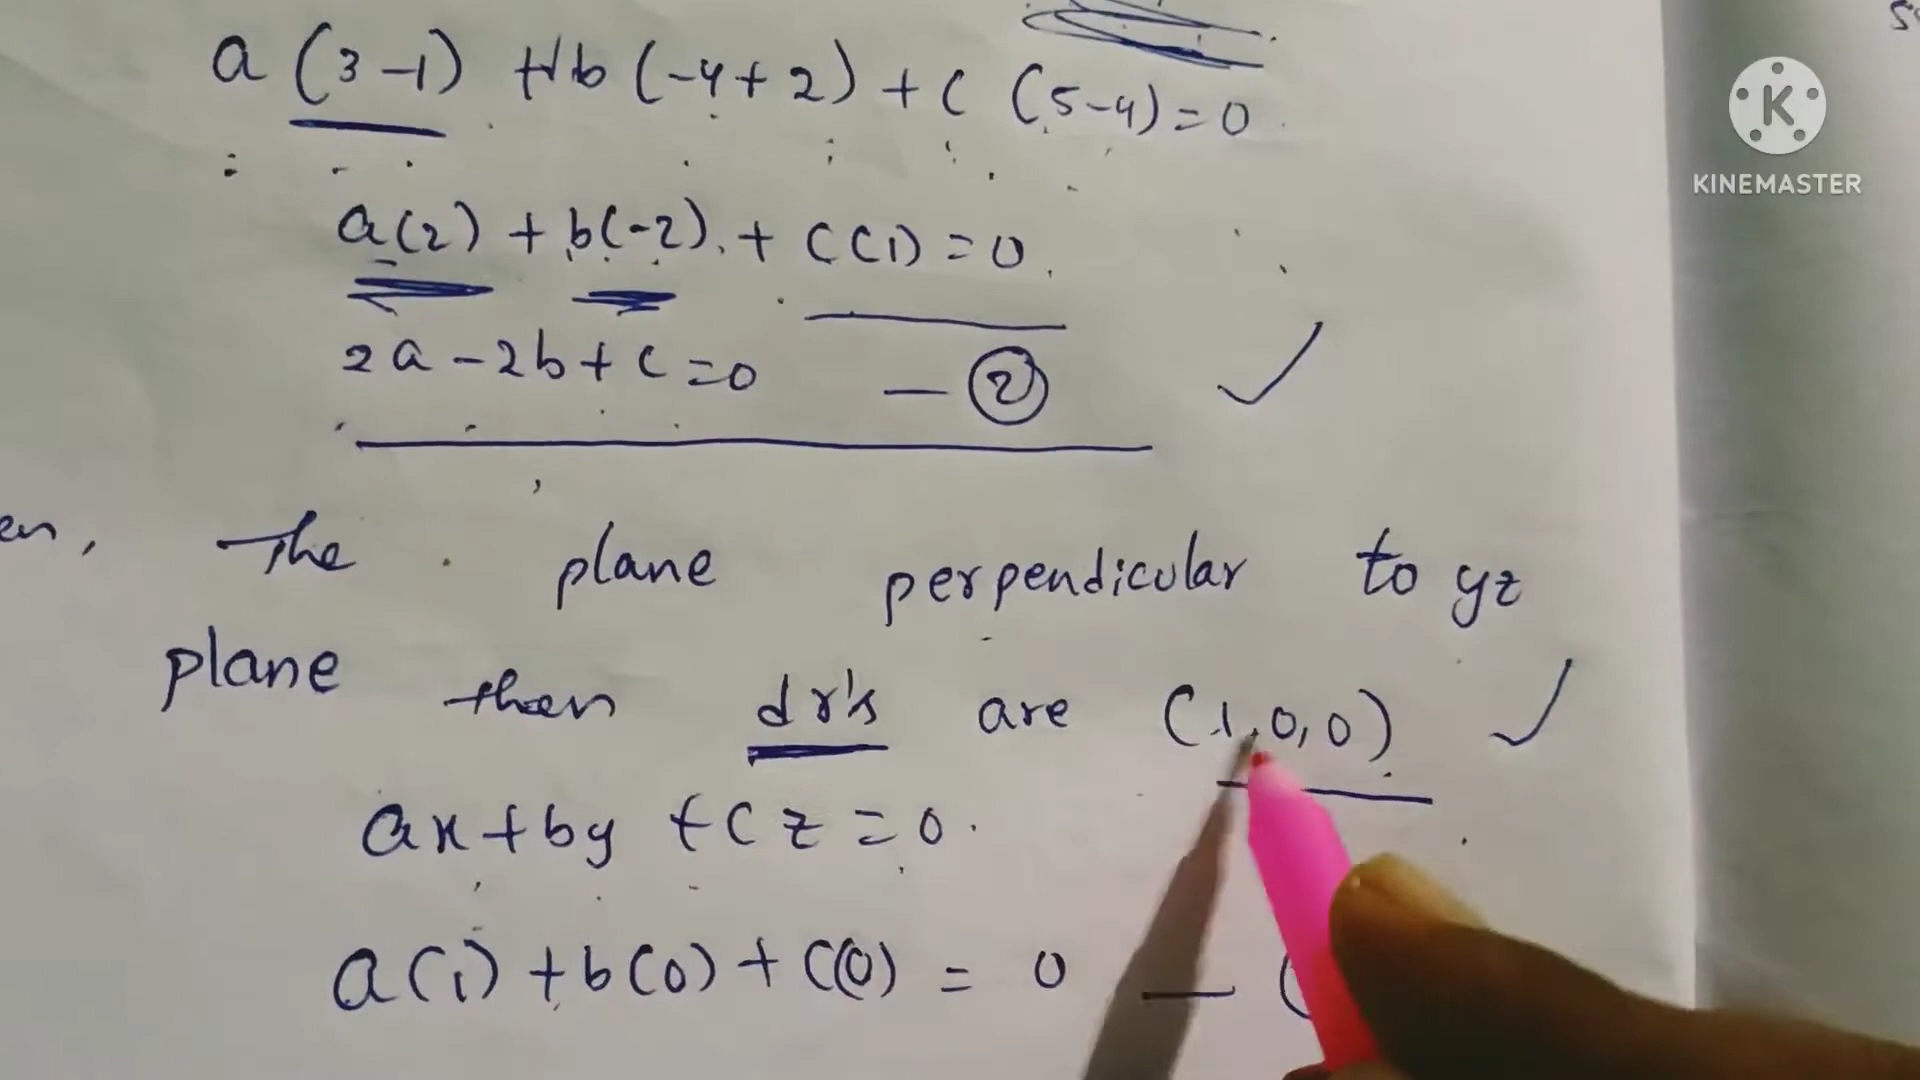 a (3-1) + b (-4+2) + c (5-4) = 0
K
KINEMASTER
a(2) + b(-2) + c(1) = 0
2a - 2b + c = 0 — ②
the plane perpendicular to yz
plane then dr's are (1,0,0)
ax + by + cz = 0
a(1) + b(0) + c(0) = 0 — (